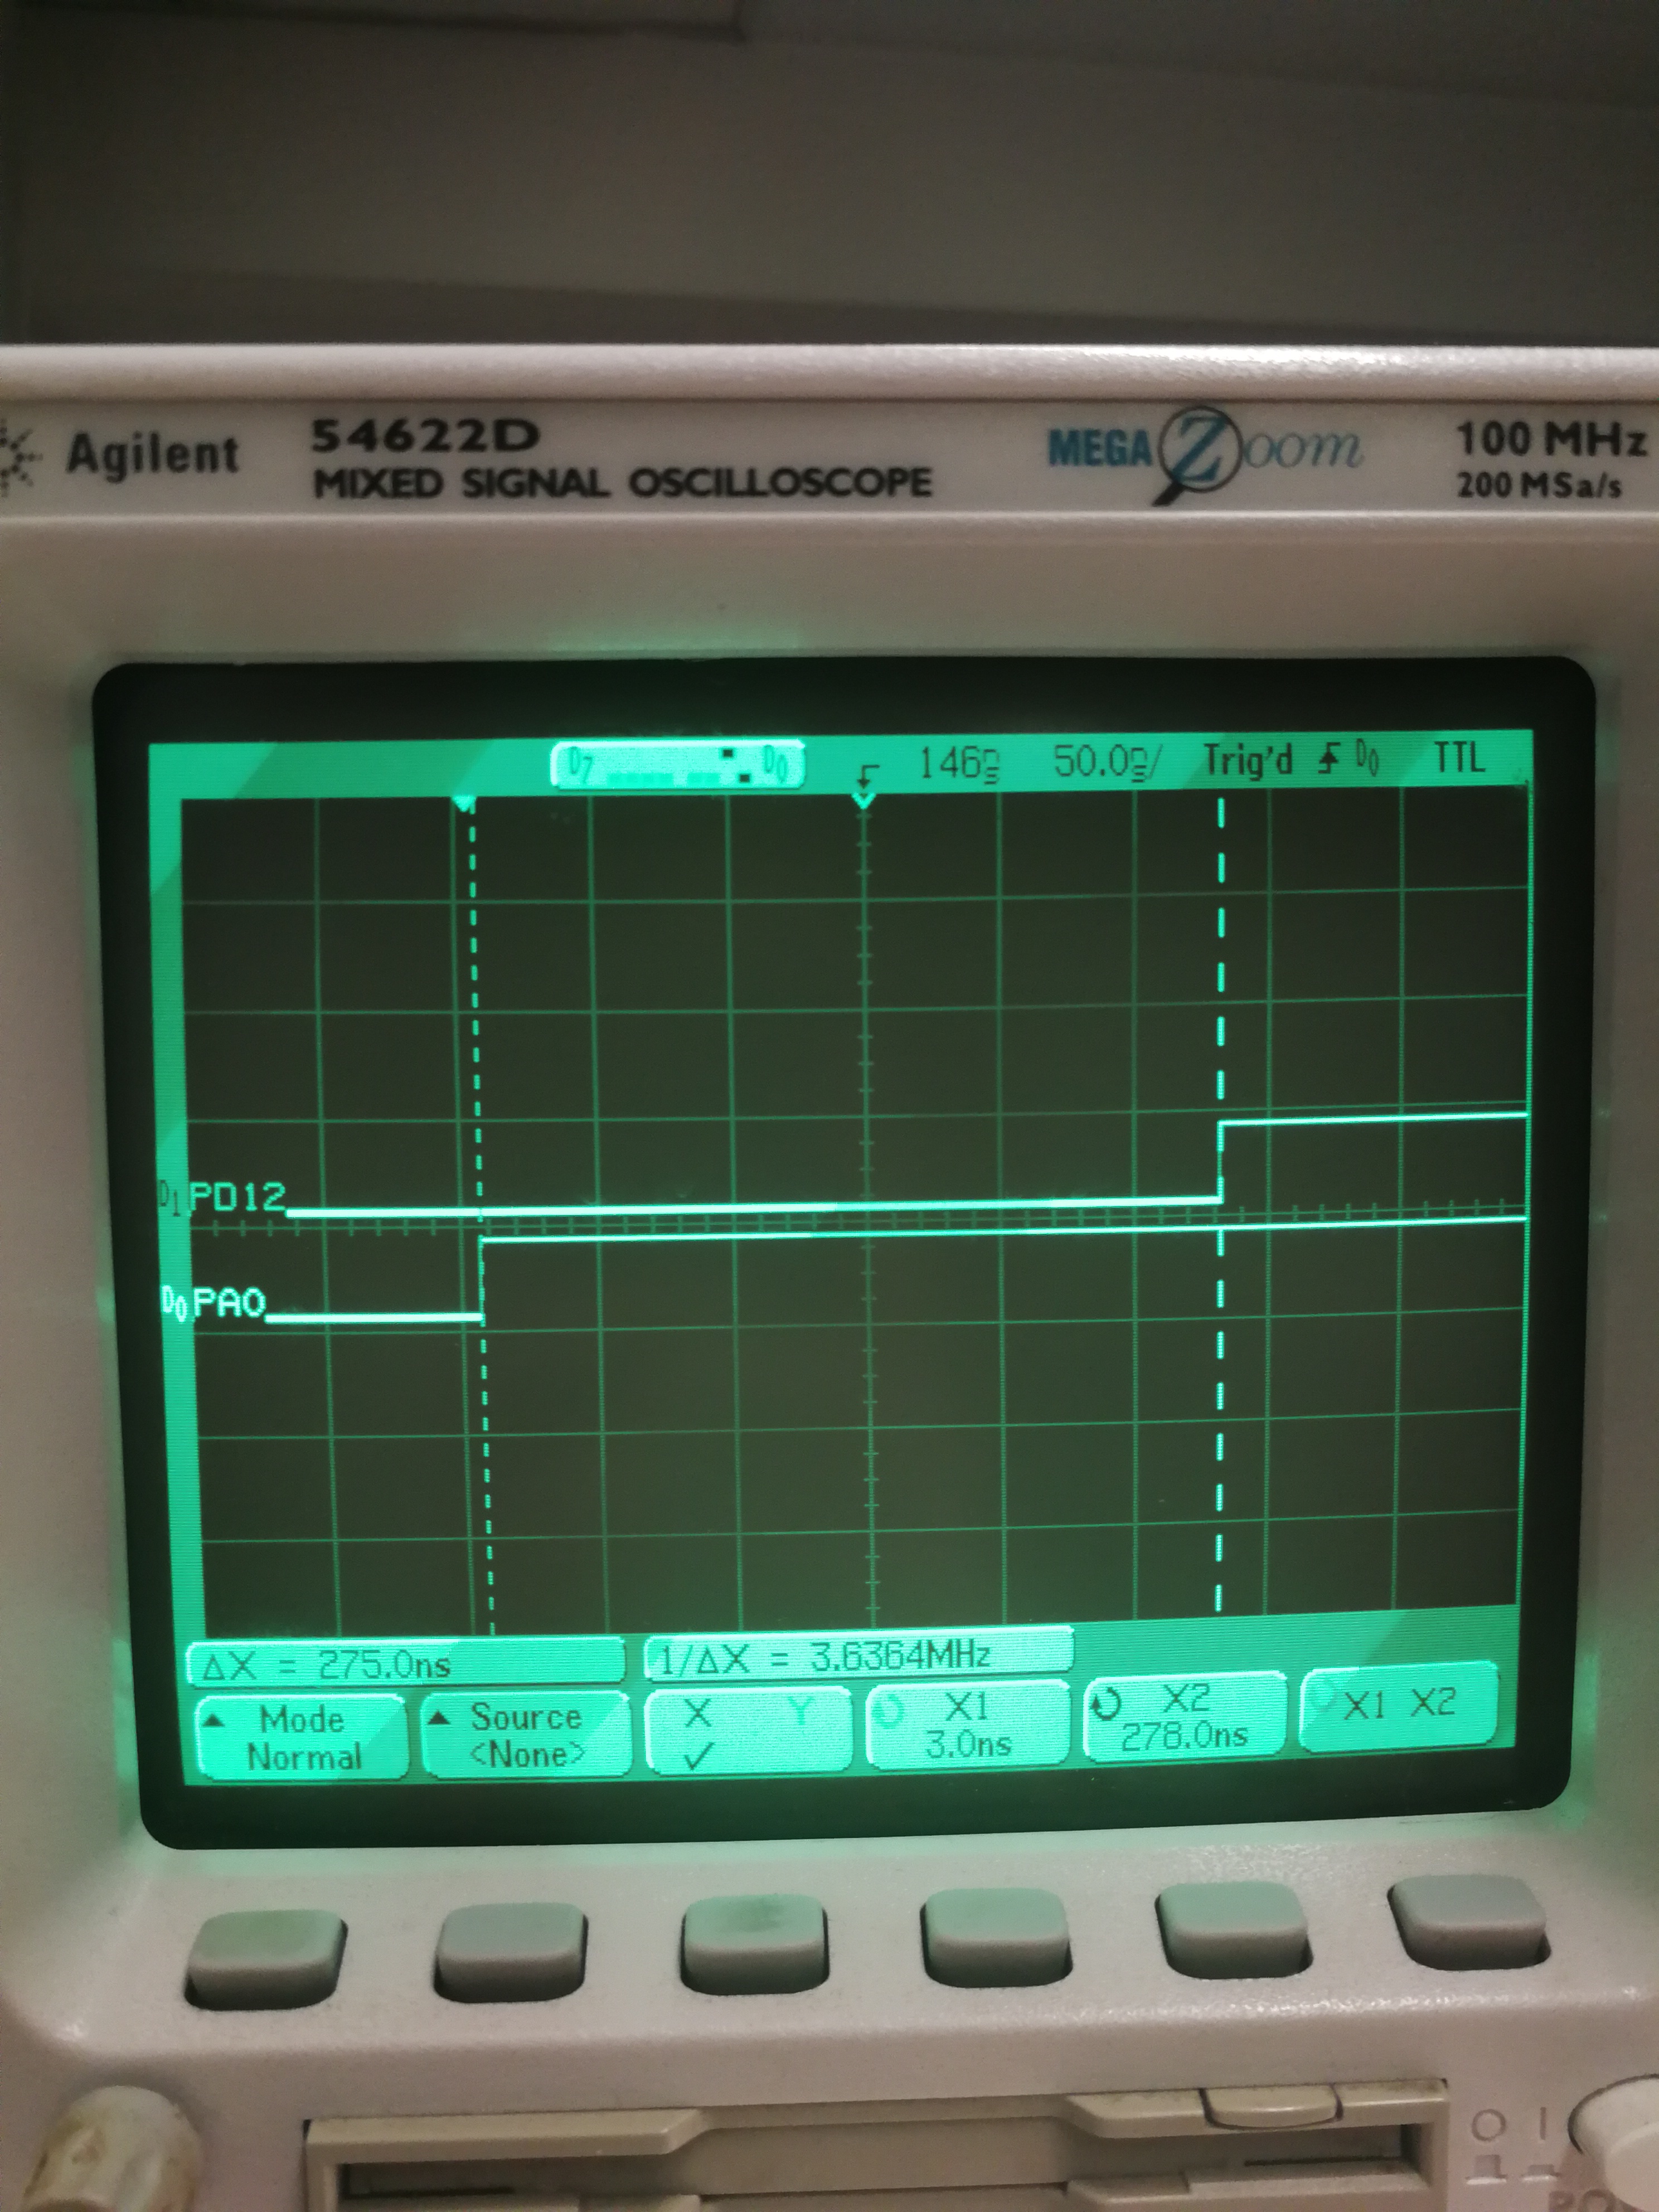 Agilent 54622D MEGA Zoom 100 MHz
MIXED SIGNAL OSCILLOSCOPE 200 MSa/s
D7 D0 146ns 50.0ns/ Trig'd D0 TTL
D1 PD12
D0 PA0
ΔX = 275.0ns 1/ΔX = 3.6364MHz
Mode Source X Y X1 X2 X1 X2
Normal <None> ✓ 3.0ns 278.0ns
O I